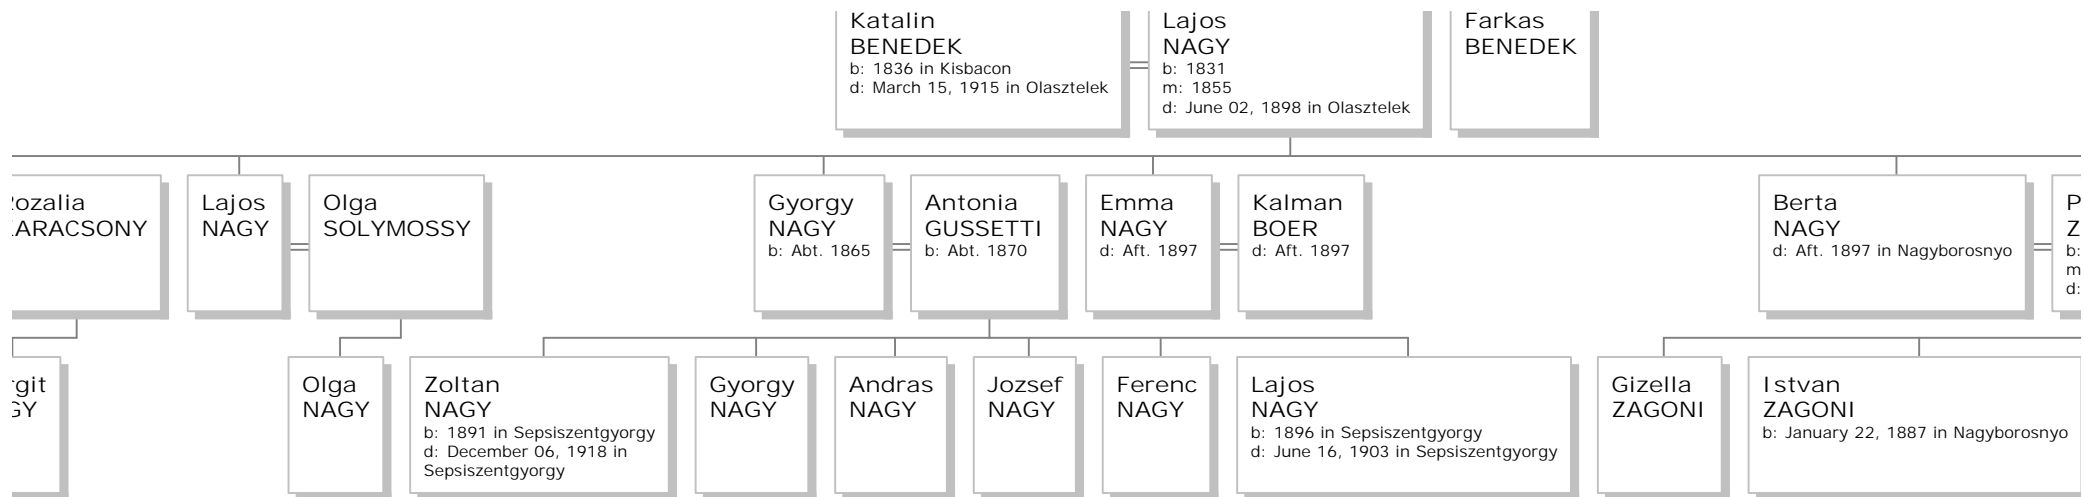 Katalin
BENEDEK
b: 1836 in Kisbacon
d: March 15, 1915 in Olasztelek
Lajos
NAGY
b: 1831
m: 1855
d: June 02, 1898 in Olasztelek
Farkas
BENEDEK
Lajos
NAGY
Olga
SOLYMOSSY
Gyorgy
NAGY
b: Abt. 1865
Antonia
GUSSETTI
b: Abt. 1870
Emma
NAGY
d: Aft. 1897
Kalman
BOER
d: Aft. 1897
Berta
NAGY
d: Aft. 1897 in Nagyborosnyo
b:
d:
Olga
NAGY
Zoltan
NAGY
b: 1891 in Sepsiszentgyorgy
d: December 06, 1918 in
Sepsiszentgyorgy
Gyorgy
NAGY
Andras
NAGY
Jozsef
NAGY
Ferenc
NAGY
Lajos
NAGY
b: 1896 in Sepsiszentgyorgy
d: June 16, 1903 in Sepsiszentgyorgy
Gizella
ZAGONI
Istvan
ZAGONI
b: January 22, 1887 in Nagyborosnyo